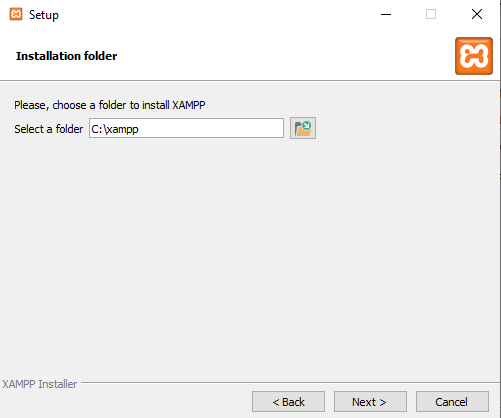 Setup
Installation folder
Please, choose a folder to install XAMPP
Select a folder C:\xampp
XAMPP Installer
< Back Next > Cancel